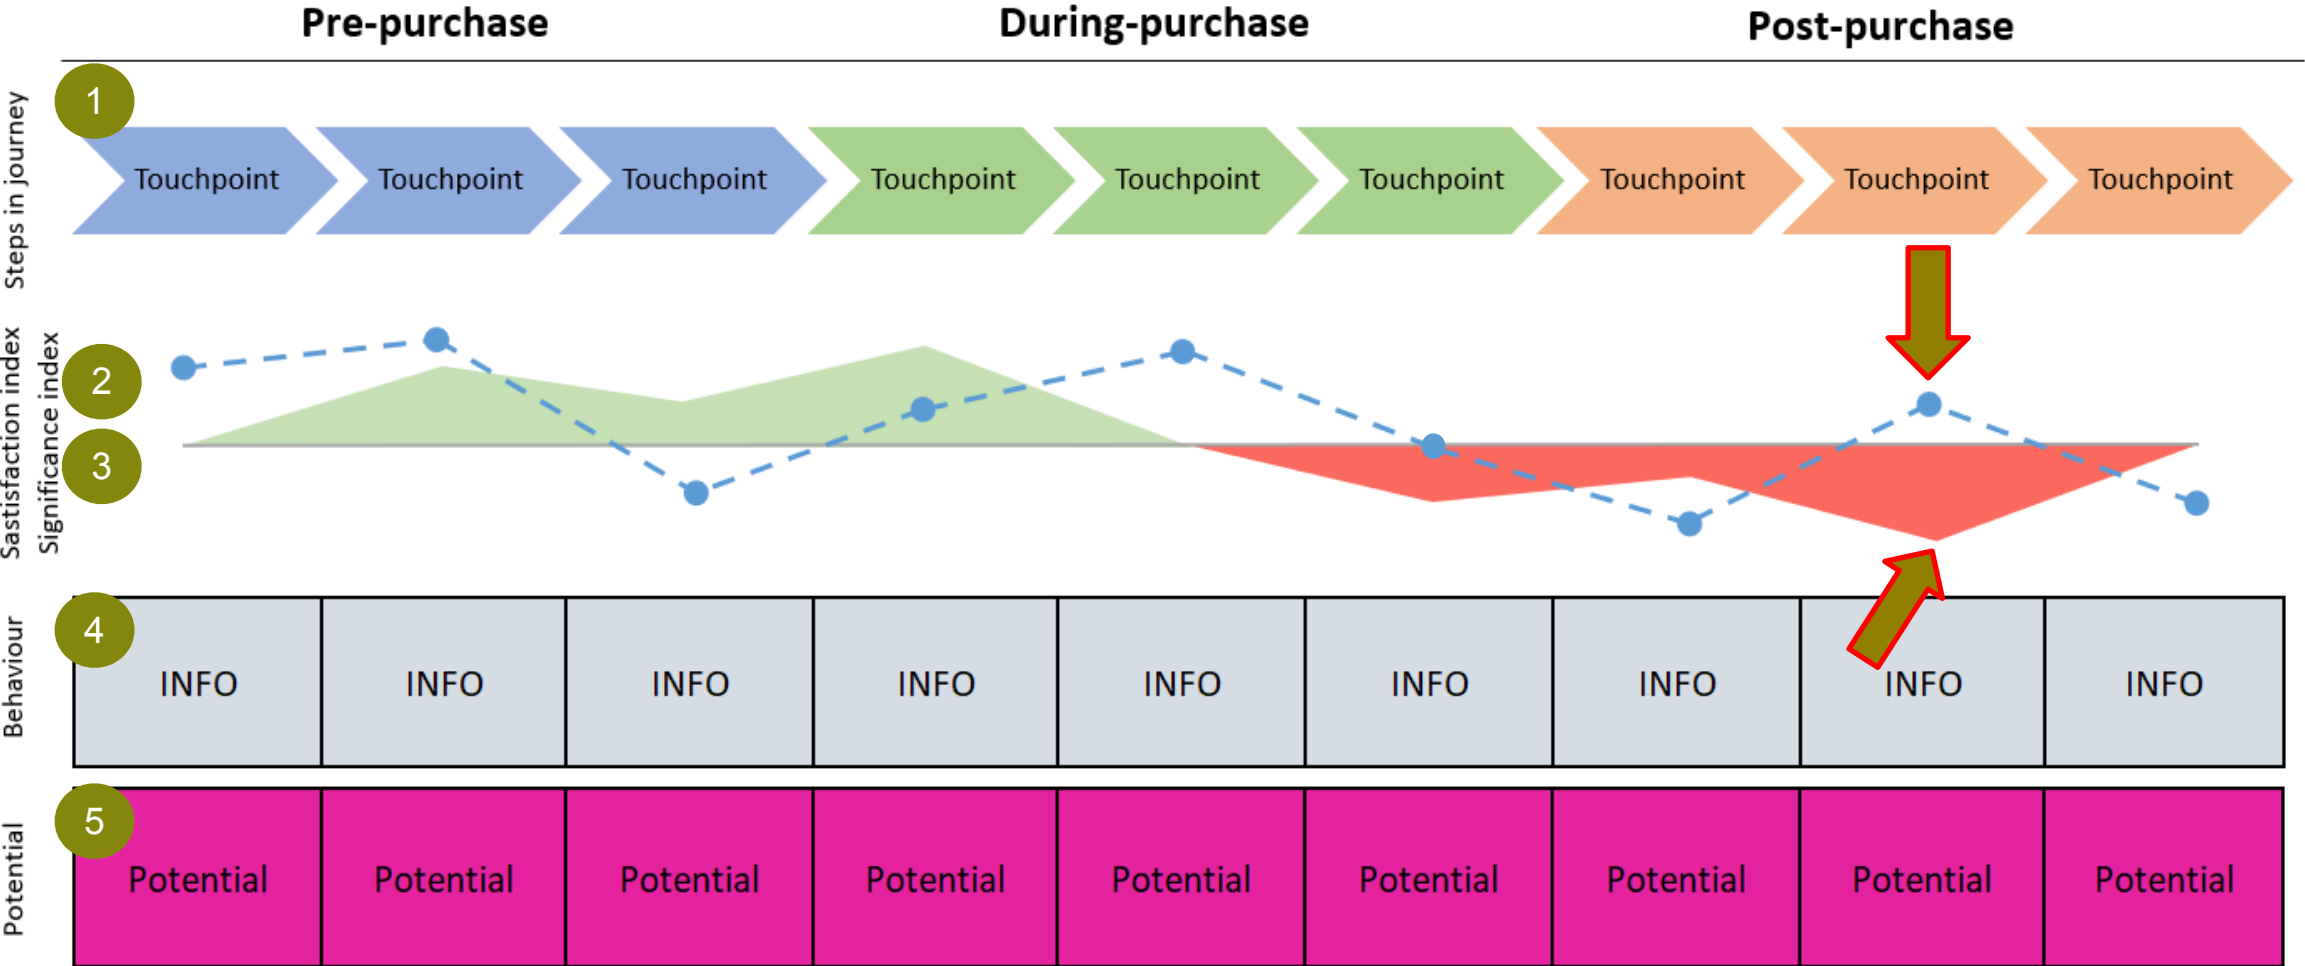 Pre-purchase
During-purchase
Post-purchase
Steps in journey
1
Touchpoint
Touchpoint
Touchpoint
Touchpoint
Touchpoint
Touchpoint
Touchpoint
Touchpoint
Touchpoint
Sastisfaction index
Significance index
2
3
Behaviour
4
INFO
INFO
INFO
INFO
INFO
INFO
INFO
INFO
INFO
Potential
5
Potential
Potential
Potential
Potential
Potential
Potential
Potential
Potential
Potential